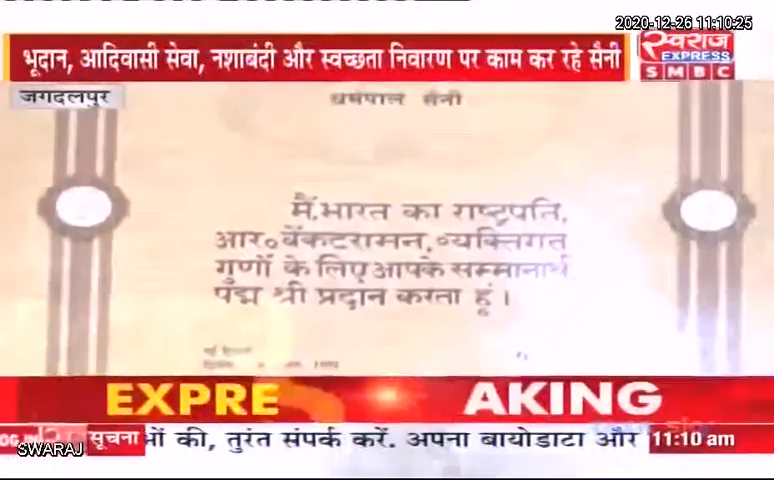 2020-12-26 11:10:25
भूदान, आदिवासी सेवा, नशाबंदी और स्वच्छता निवारण पर काम कर रहे सैनी
स्वराज
EXPRESS
SMBC
जगदलपुर
धर्मपाल सैनी
मैं,भारत का राष्ट्रपति,
आर०वेंकटरामन,व्यक्तिगत
गुणों के लिए आपके सम्मानार्थ
पद्म श्री प्रदान करता हूं।
EXPRE AKING
सूचना ओं की, तुरंत संपर्क करें. अपना बायोडाटा और 11:10 am
SWARAJ